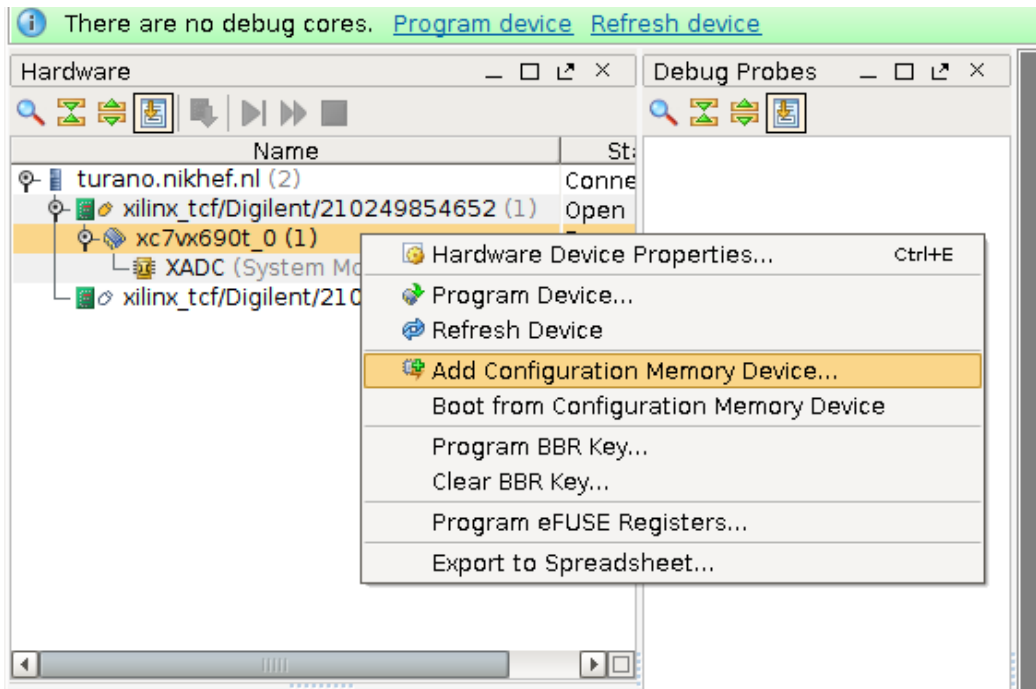 There are no debug cores. Program device Refresh device
Hardware
Debug Probes
Name
turano.nikhef.nl (2)
Conne
xilinx_tcf/Digilent/210249854652 (1)
Open
xc7vx690t_0 (1)
XADC (System Mo
xilinx_tcf/Digilent/210
Hardware Device Properties... Ctrl+E
Program Device...
Refresh Device
Add Configuration Memory Device...
Boot from Configuration Memory Device
Program BBR Key...
Clear BBR Key...
Program eFUSE Registers...
Export to Spreadsheet...